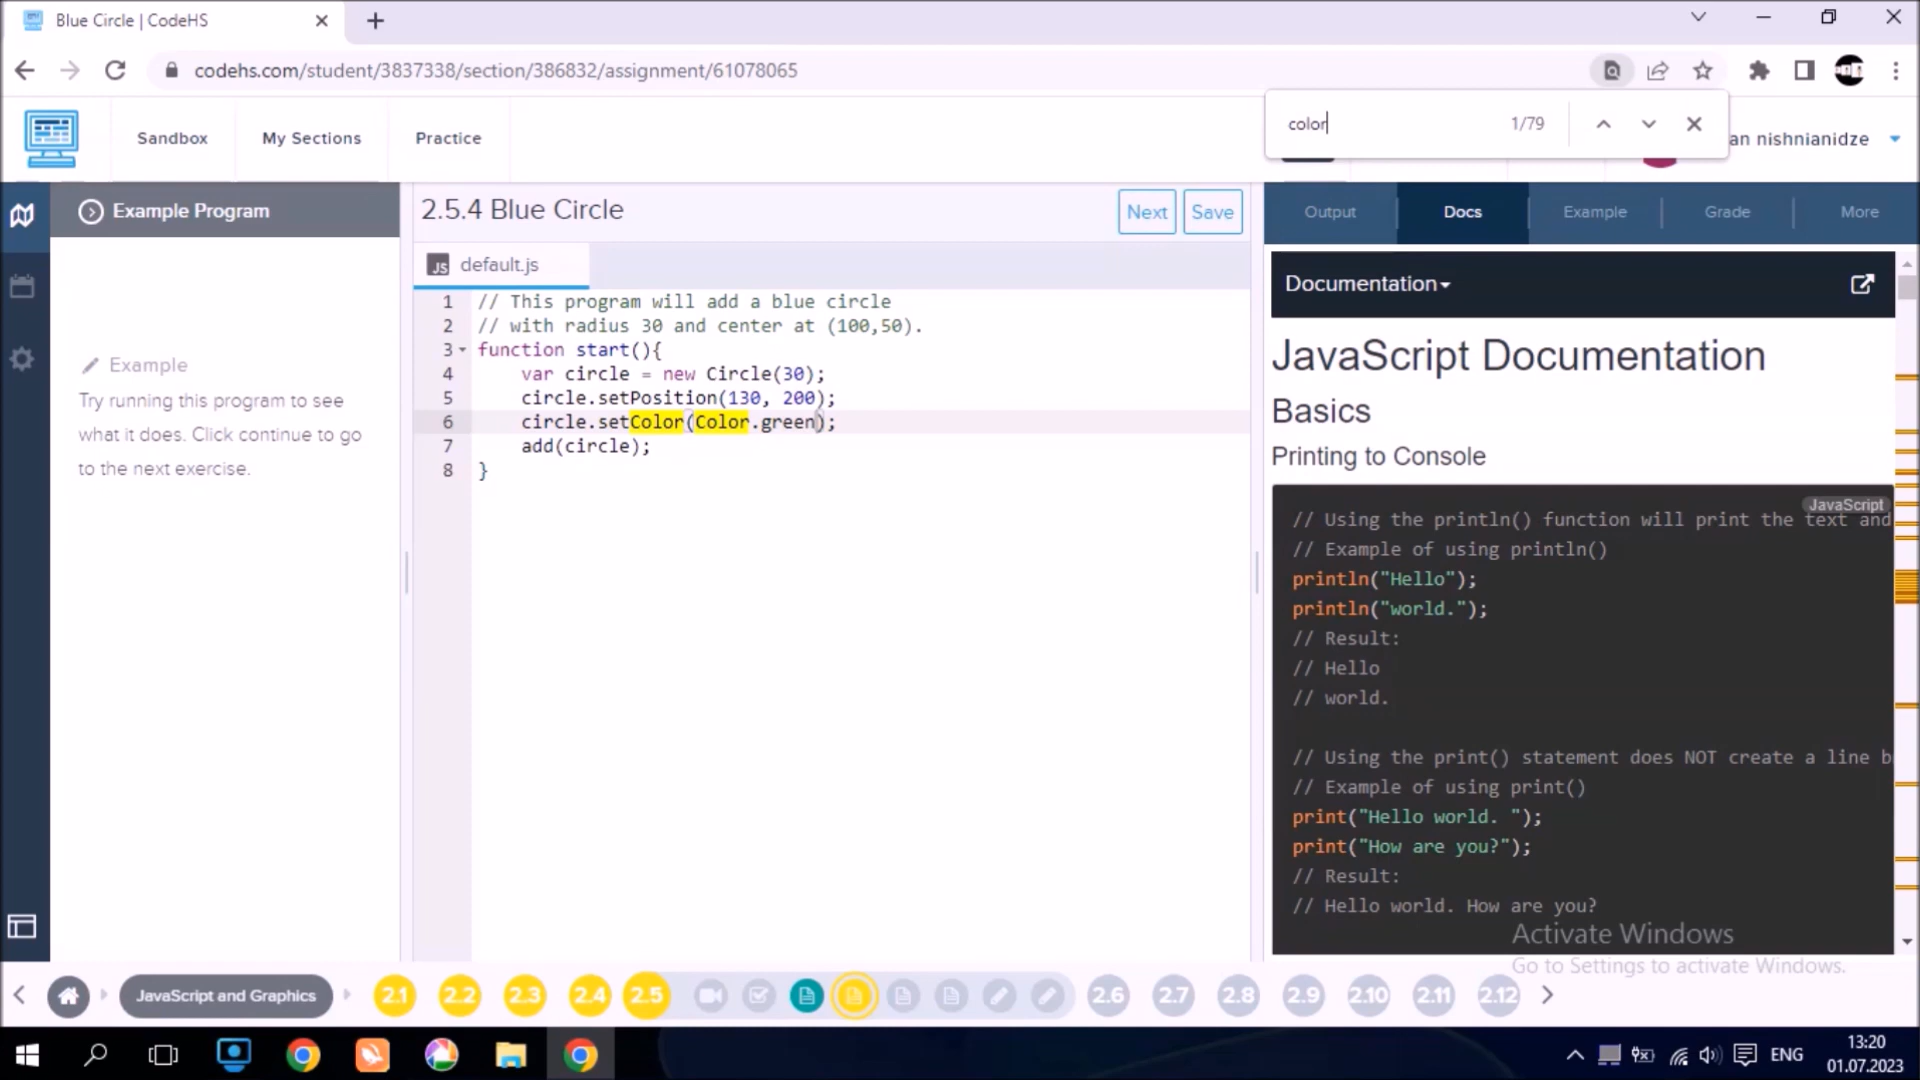 Blue Circle | CodeHS
codehs.com/student/3837338/section/386832/assignment/61078065
color
1/79
Sandbox
My Sections
Practice
an nishnianidze
Example Program
Example
Try running this program to see
what it does. Click continue to go
to the next exercise.
2.5.4 Blue Circle
Next
Save
JS default.js
1 // This program will add a blue circle
2 // with radius 30 and center at (100,50).
3 function start(){
4 var circle = new Circle(30);
5 circle.setPosition(130, 200);
6 circle.setColor(Color.green);
7 add(circle);
8 }
Output
Docs
Example
Grade
More
Documentation
JavaScript Documentation
Basics
Printing to Console
JavaScript
// Using the println() function will print the text and
// Example of using println()
println("Hello");
println("world.");
// Result:
// Hello
// world.
// Using the print() statement does NOT create a line b
// Example of using print()
print("Hello world. ");
print("How are you?");
// Result:
// Hello world. How are you?
Activate Windows
Go to Settings to activate Windows.
JavaScript and Graphics
2.1
2.2
2.3
2.4
2.5
2.6
2.7
2.8
2.9
2.10
2.11
2.12
ENG
13:20
01.07.2023